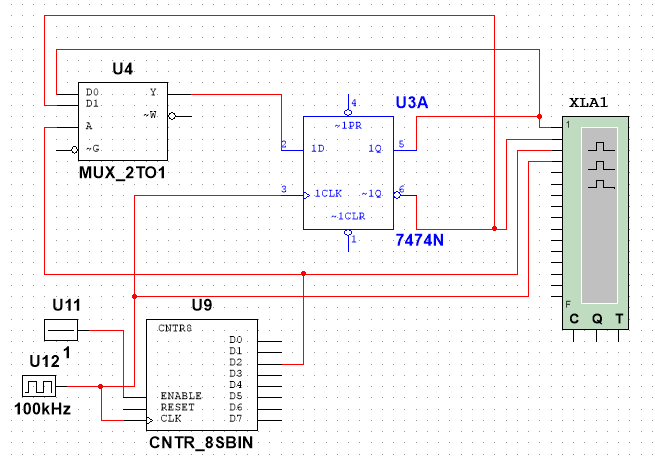 U4
D0
D1
A
~G
Y
~W
MUX_2TO1
U3A
4
~1PR
2
1D
1Q
5
3
1CLK
~1Q
6
~1CLR
1
7474N
XLA1
1
F
C Q T
U11
1
U12
100kHz
U9
CNTR8
D0
D1
D2
D3
D4
ENABLE D5
RESET D6
CLK D7
CNTR_8SBIN